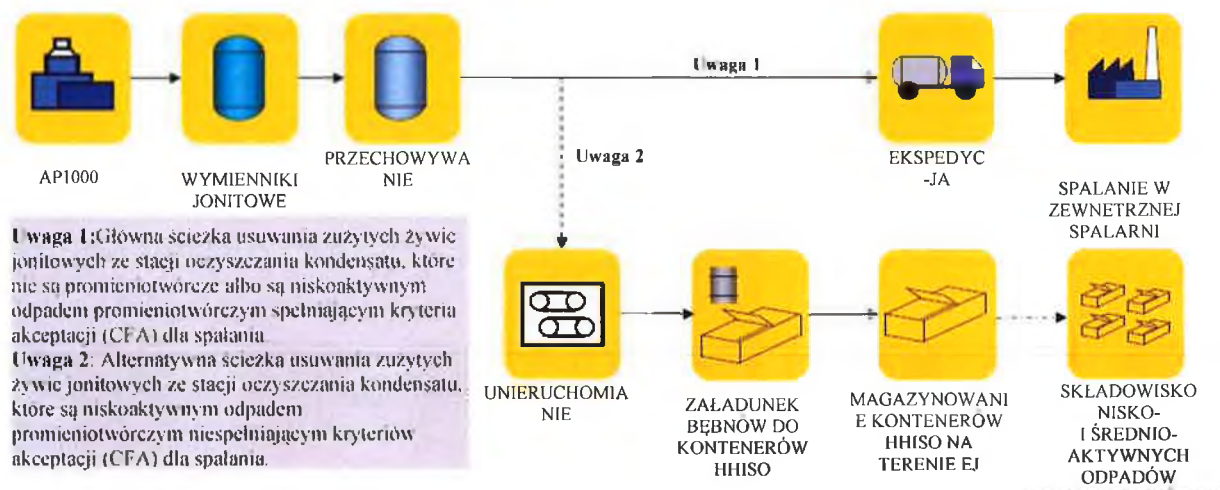 Uwaga 1
Uwaga 2
AP1000
WYMIENNIKI
JONITOWE
PRZECHOWYWA
NIE
EKSPEDYC
-JA
SPALANIE W
ZEWNETRZNEJ
SPALARNI
Uwaga 1:Główna ścieżka usuwania zużytych żywic
jonitowych ze stacji oczyszczania kondensatu, które
nie są promieniotwórcze albo są niskoaktywnym
odpadem promieniotwórczym spełniającym kryteria
akceptacji (CFA) dla spalania.
Uwaga 2: Alternatywna ścieżka usuwania zużytych
żywic jonitowych ze stacji oczyszczania kondensatu,
które są niskoaktywnym odpadem
promieniotwórczym niespełniającym kryteriów
akceptacji (CFA) dla spalania.
UNIERUCHOMIA
NIE
ZAŁADUNEK
BĘBNÓW DO
KONTENERÓW
HHISO
MAGAZYNOWANI
E KONTENERÓW
HHISO NA
TERENIE EJ
SKŁADOWISKO
NISKO-
I ŚREDNIO-
AKTYWNYCH
ODPADÓW